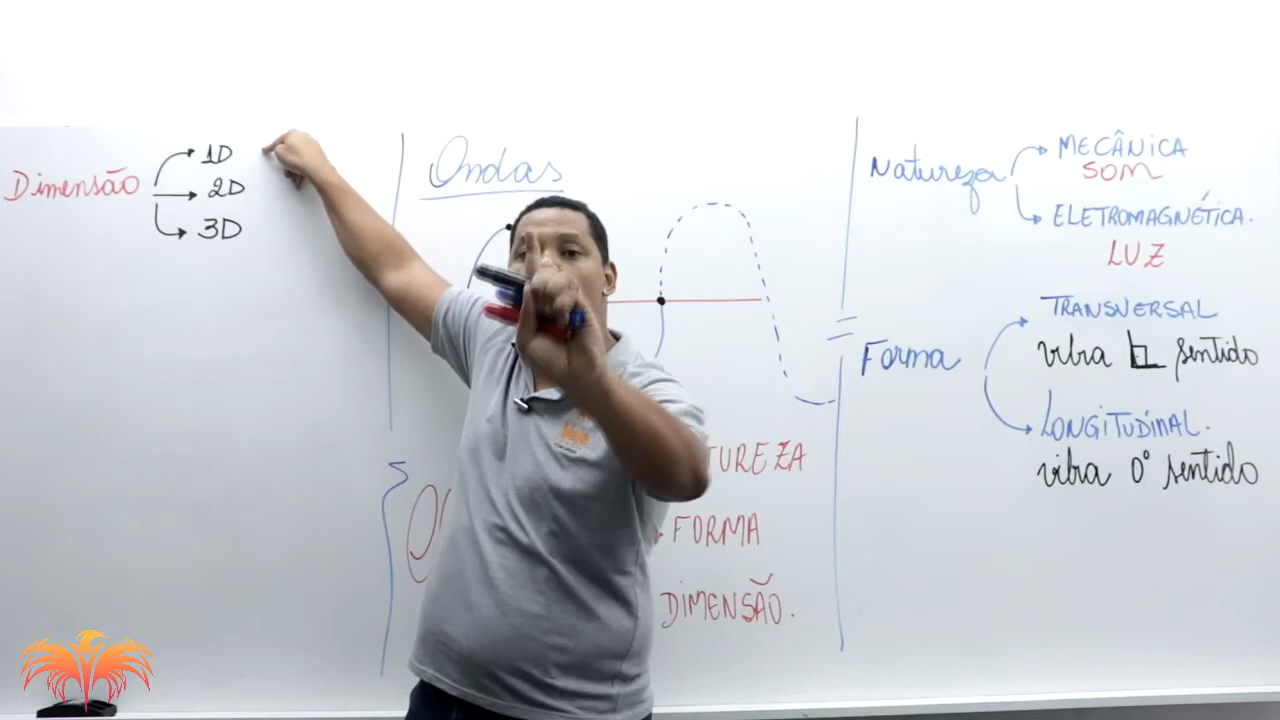 Dimensão
1D
2D
3D
Ondas
FORMA
DIMENSÃO.
Natureza
MECÂNICA
SOM
ELETROMAGNÉTICA.
LUZ
Forma
TRANSVERSAL
vibra sentido
LONGITUDINAL.
vibra 0° sentido